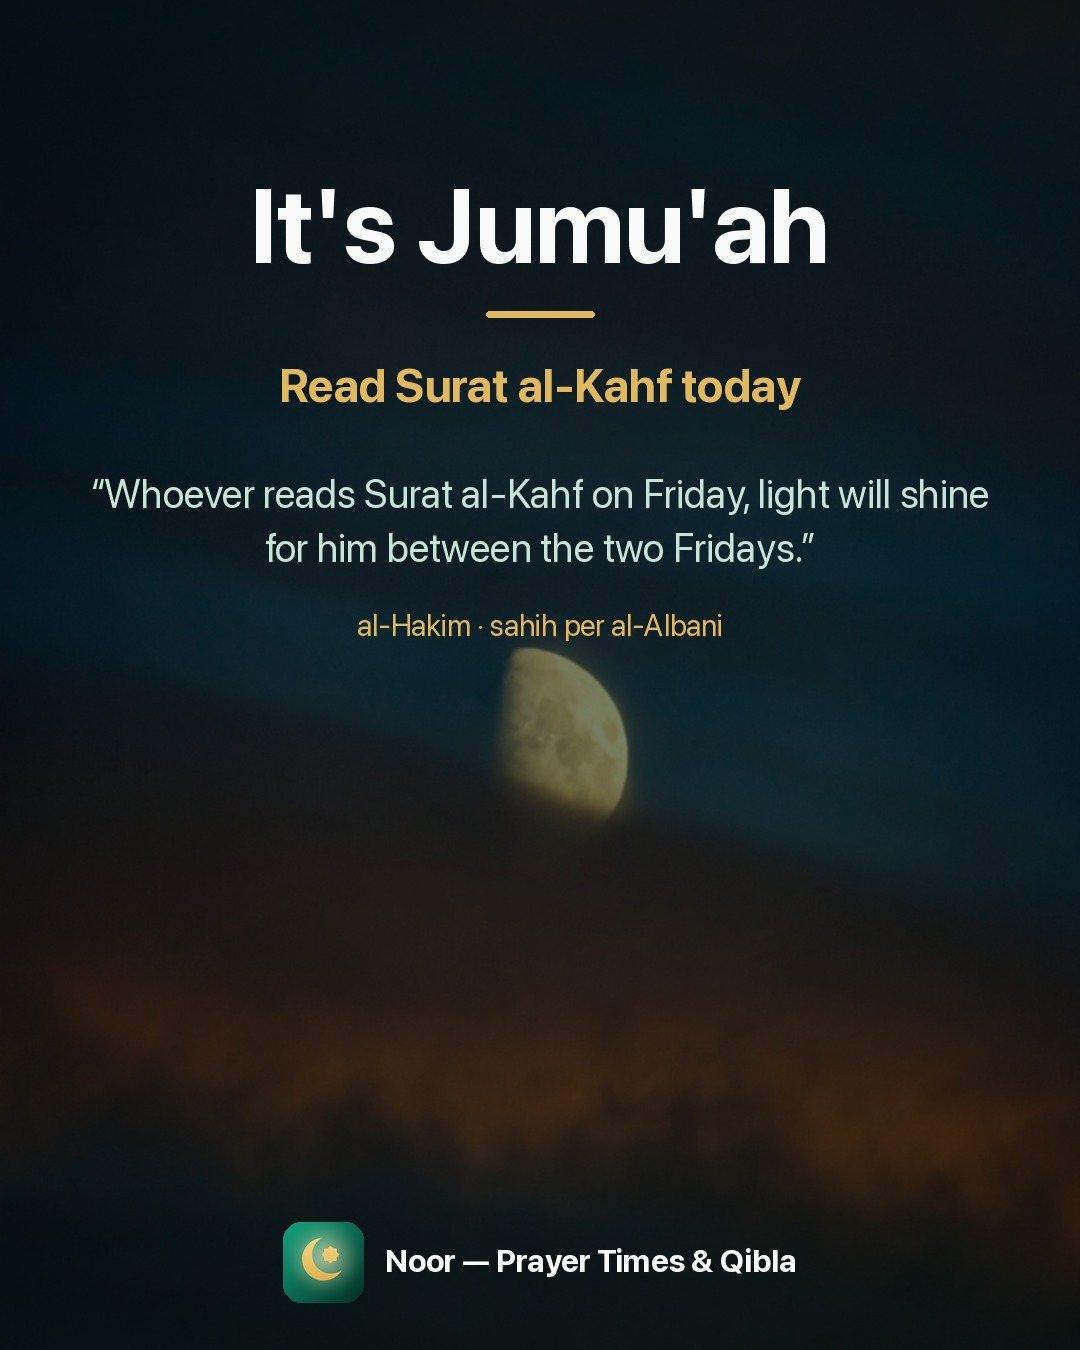 It's Jumu'ah
Read Surat al-Kahf today
“Whoever reads Surat al-Kahf on Friday, light will shine
for him between the two Fridays.”
al-Hakim · sahih per al-Albani
Noor — Prayer Times & Qibla